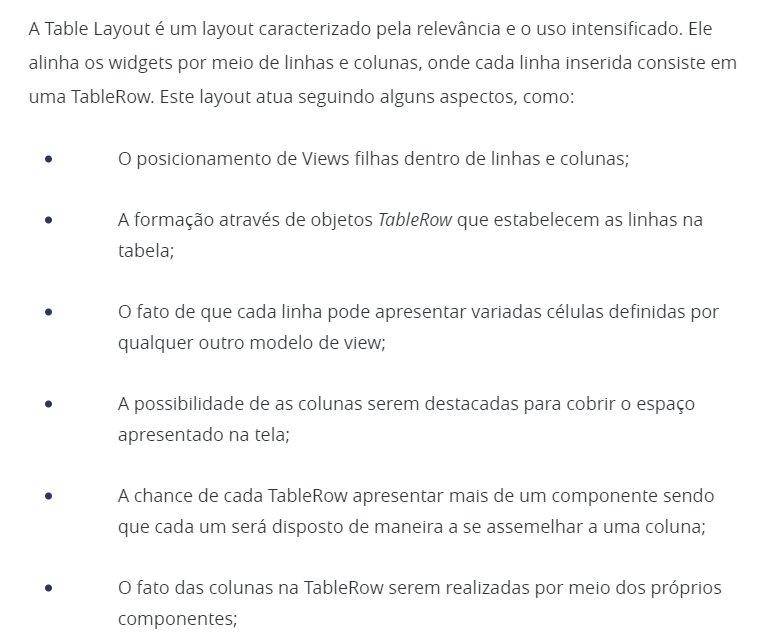 A Table Layout é um layout caracterizado pela relevância e o uso intensificado. Ele
alinha os widgets por meio de linhas e colunas, onde cada linha inserida consiste em
uma TableRow. Este layout atua seguindo alguns aspectos, como:
• O posicionamento de Views filhas dentro de linhas e colunas;
• A formação através de objetos TableRow que estabelecem as linhas na
tabela;
• O fato de que cada linha pode apresentar variadas células definidas por
qualquer outro modelo de view;
• A possibilidade de as colunas serem destacadas para cobrir o espaço
apresentado na tela;
• A chance de cada TableRow apresentar mais de um componente sendo
que cada um será disposto de maneira a se assemelhar a uma coluna;
• O fato das colunas na TableRow serem realizadas por meio dos próprios
componentes;